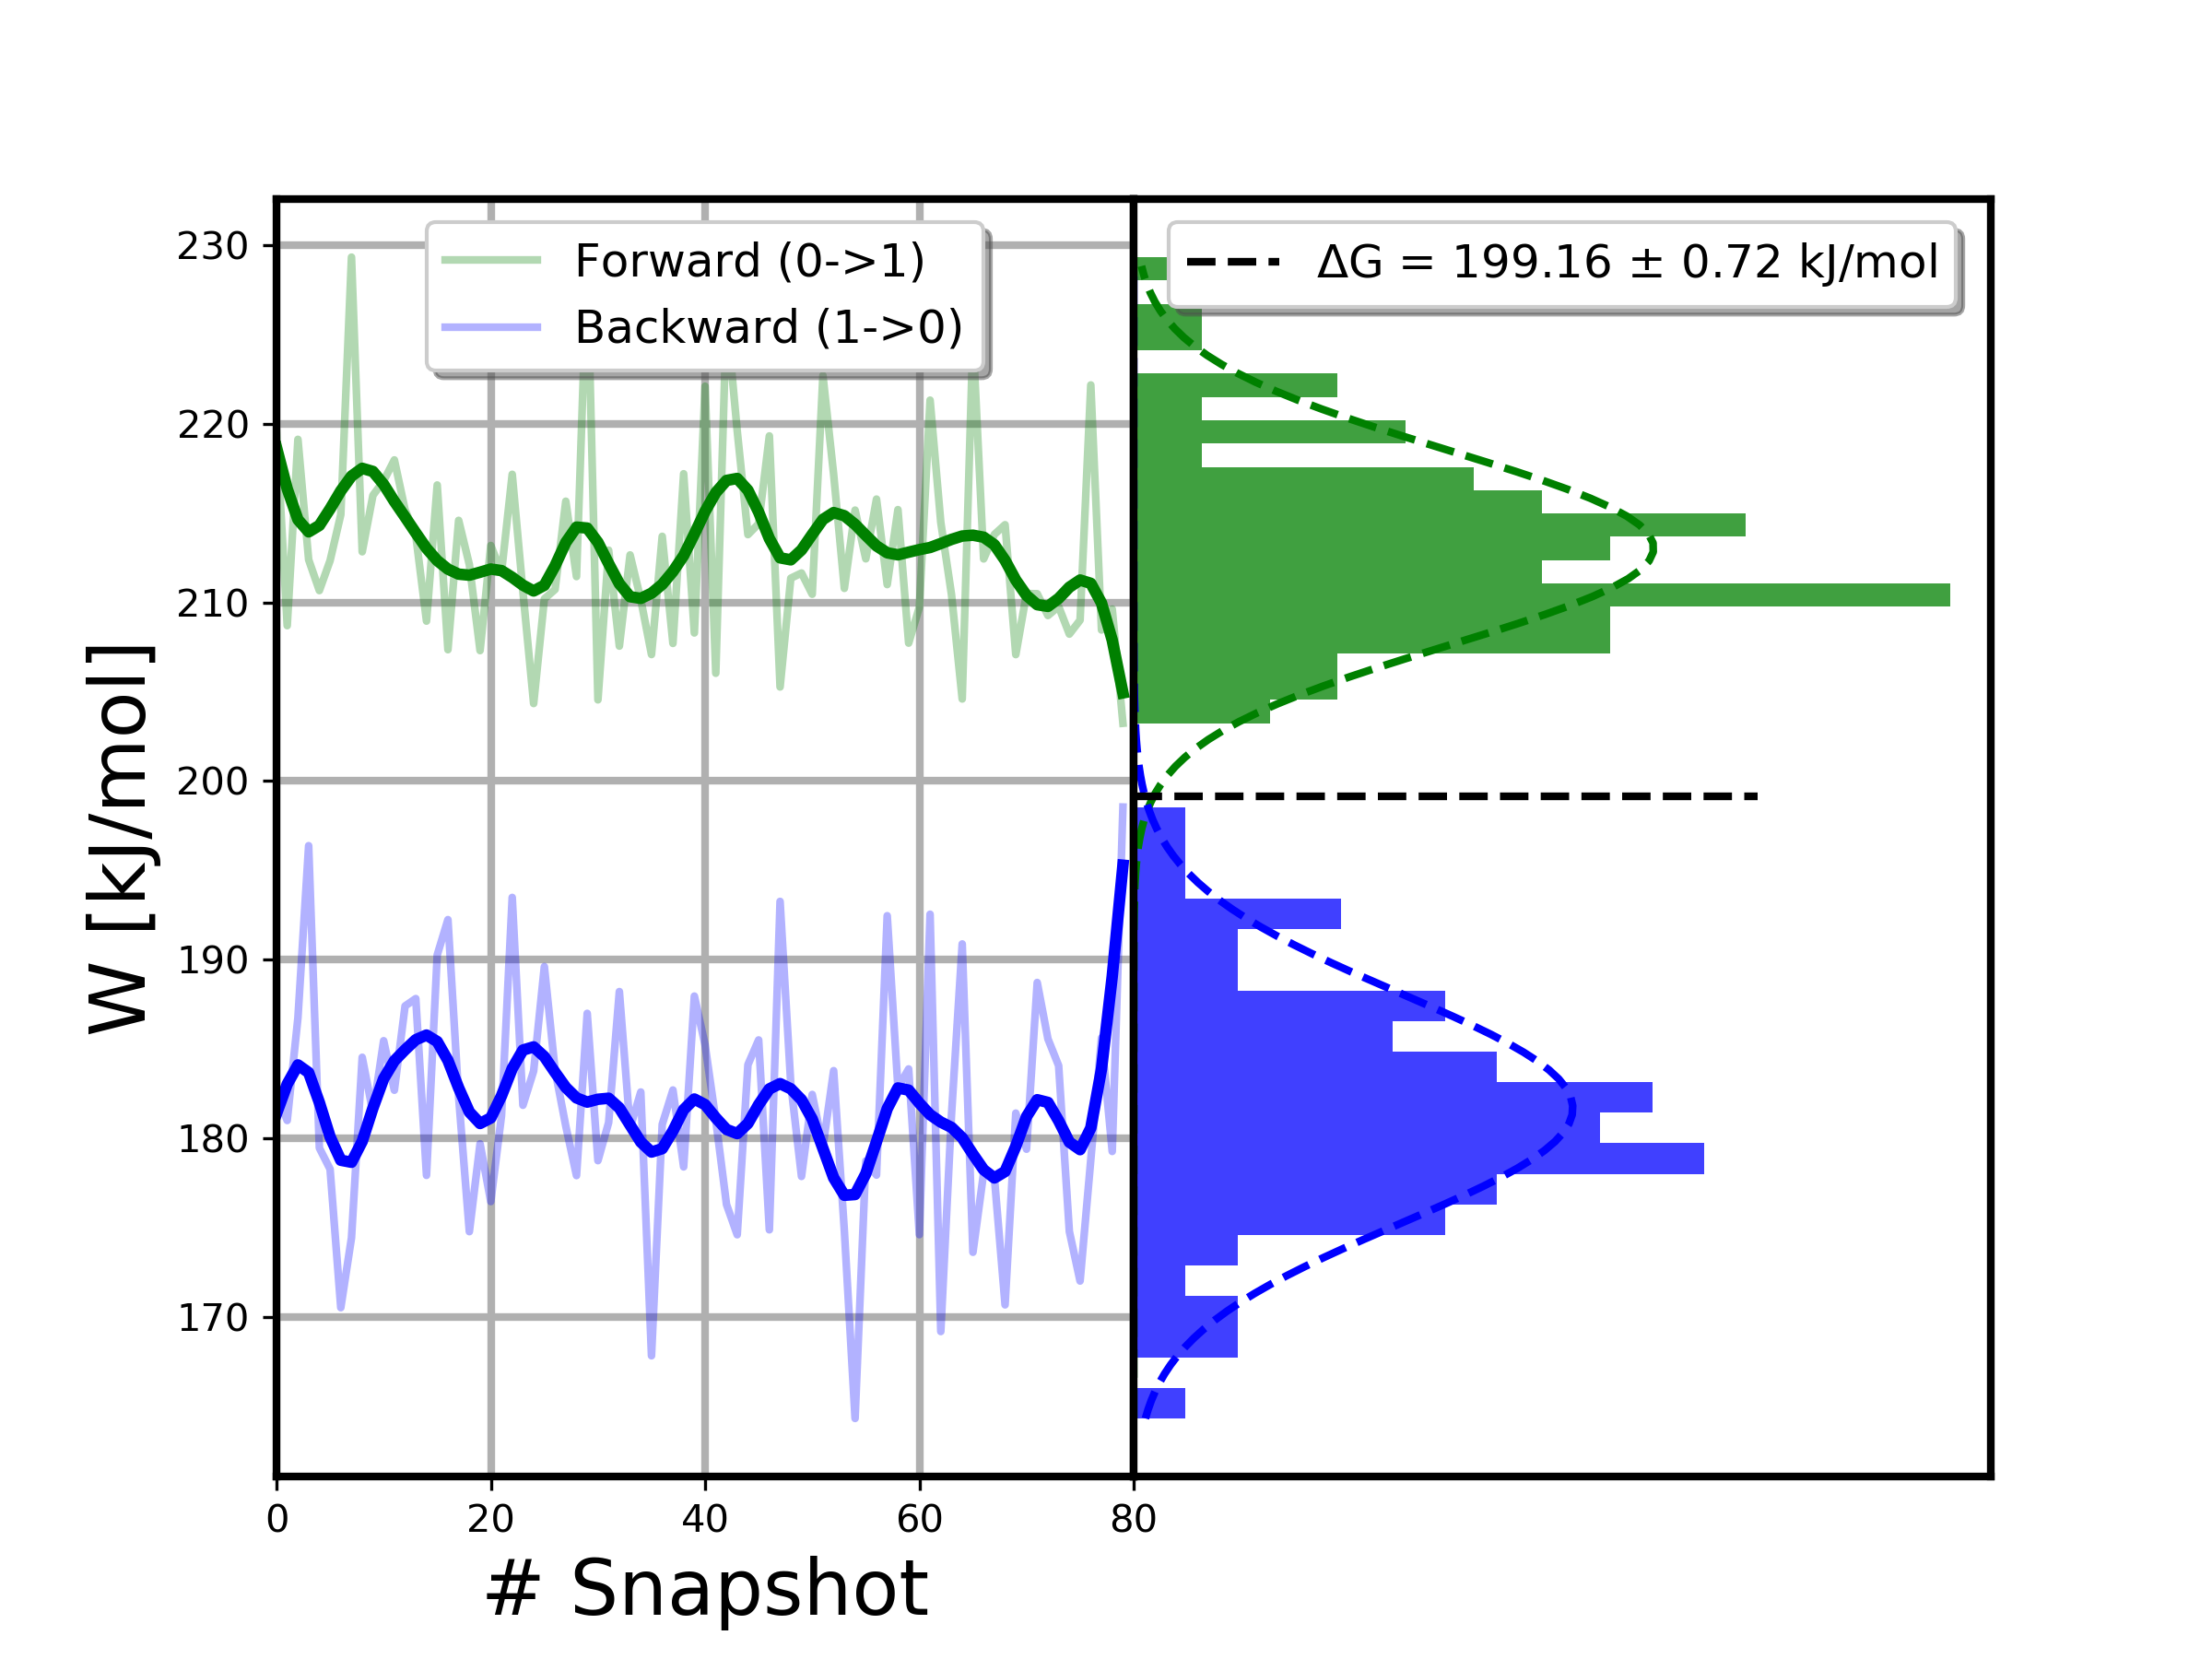 Forward (0->1)
Backward (1->0)
ΔG = 199.16 ± 0.72 kJ/mol
W [kJ/mol]
230
220
210
200
190
180
170
0 20 40 60 80
# Snapshot